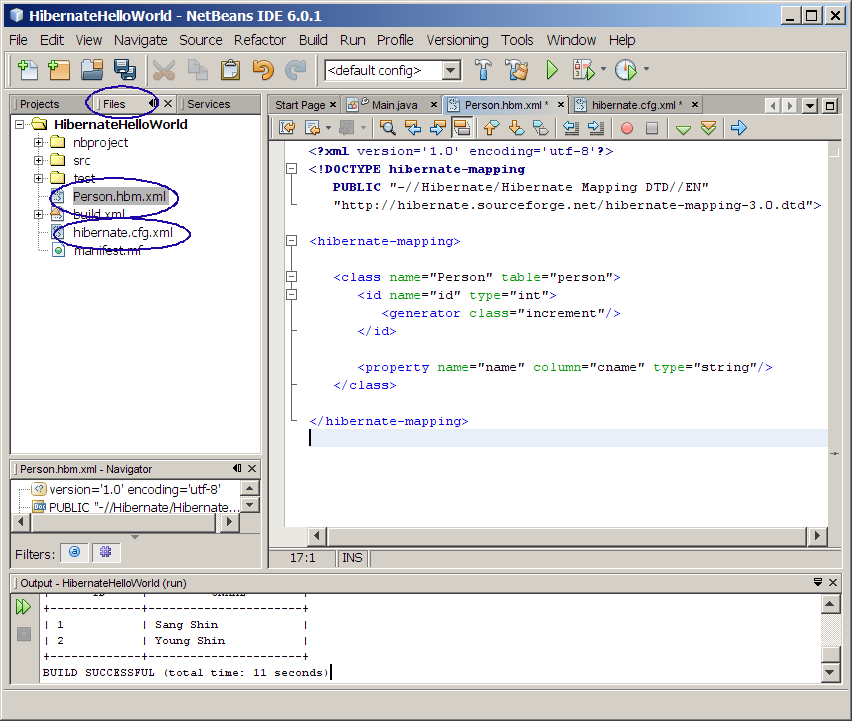 HibernateHelloWorld - NetBeans IDE 6.0.1
File Edit View Navigate Source Refactor Build Run Profile Versioning Tools Window Help
<default config>
Projects Files Services
HibernateHelloWorld
nbproject
src
test
Person.hbm.xml
build.xml
hibernate.cfg.xml
manifest.mf
Start Page Main.java Person.hbm.xml * hibernate.cfg.xml *
<?xml version='1.0' encoding='utf-8'?>
<!DOCTYPE hibernate-mapping
PUBLIC "-//Hibernate/Hibernate Mapping DTD//EN"
"http://hibernate.sourceforge.net/hibernate-mapping-3.0.dtd">
<hibernate-mapping>
<class name="Person" table="person">
<id name="id" type="int">
<generator class="increment"/>
</id>
<property name="name" column="cname" type="string"/>
</class>
</hibernate-mapping>
Person.hbm.xml - Navigator
version='1.0' encoding='utf-8'
PUBLIC "-//Hibernate/Hibernate...
Filters:
17:1 INS
Output - HibernateHelloWorld (run)
+-------------+----------------------+
| 1 | Sang Shin |
| 2 | Young Shin |
+-------------+----------------------+
BUILD SUCCESSFUL (total time: 11 seconds)